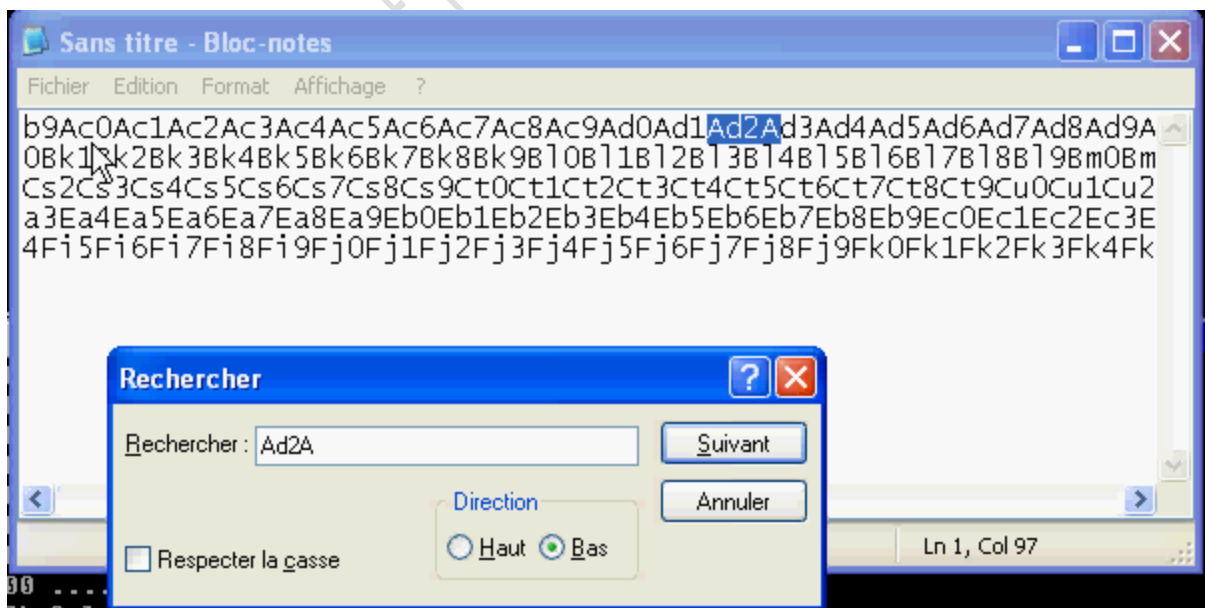 Sans titre - Bloc-notes
Fichier Edition Format Affichage ?
b9Ac0Ac1Ac2Ac3Ac4Ac5Ac6Ac7Ac8Ac9Ad0Ad1Ad2Ad3Ad4Ad5Ad6Ad7Ad8Ad9A
0Bk1Bk2Bk3Bk4Bk5Bk6Bk7Bk8Bk9Bl0Bl1Bl2Bl3Bl4Bl5Bl6Bl7Bl8Bl9Bm0Bm
Cs2Cs3Cs4Cs5Cs6Cs7Cs8Cs9Ct0Ct1Ct2Ct3Ct4Ct5Ct6Ct7Ct8Ct9Cu0Cu1Cu2
a3Ea4Ea5Ea6Ea7Ea8Ea9Eb0Eb1Eb2Eb3Eb4Eb5Eb6Eb7Eb8Eb9Ec0Ec1Ec2Ec3E
4Fi5Fi6Fi7Fi8Fi9Fj0Fj1Fj2Fj3Fj4Fj5Fj6Fj7Fj8Fj9Fk0Fk1Fk2Fk3Fk4Fk
Rechercher
Rechercher : Ad2A
Suivant
Direction
Annuler
Respecter la casse
Haut Bas
Ln 1, Col 97